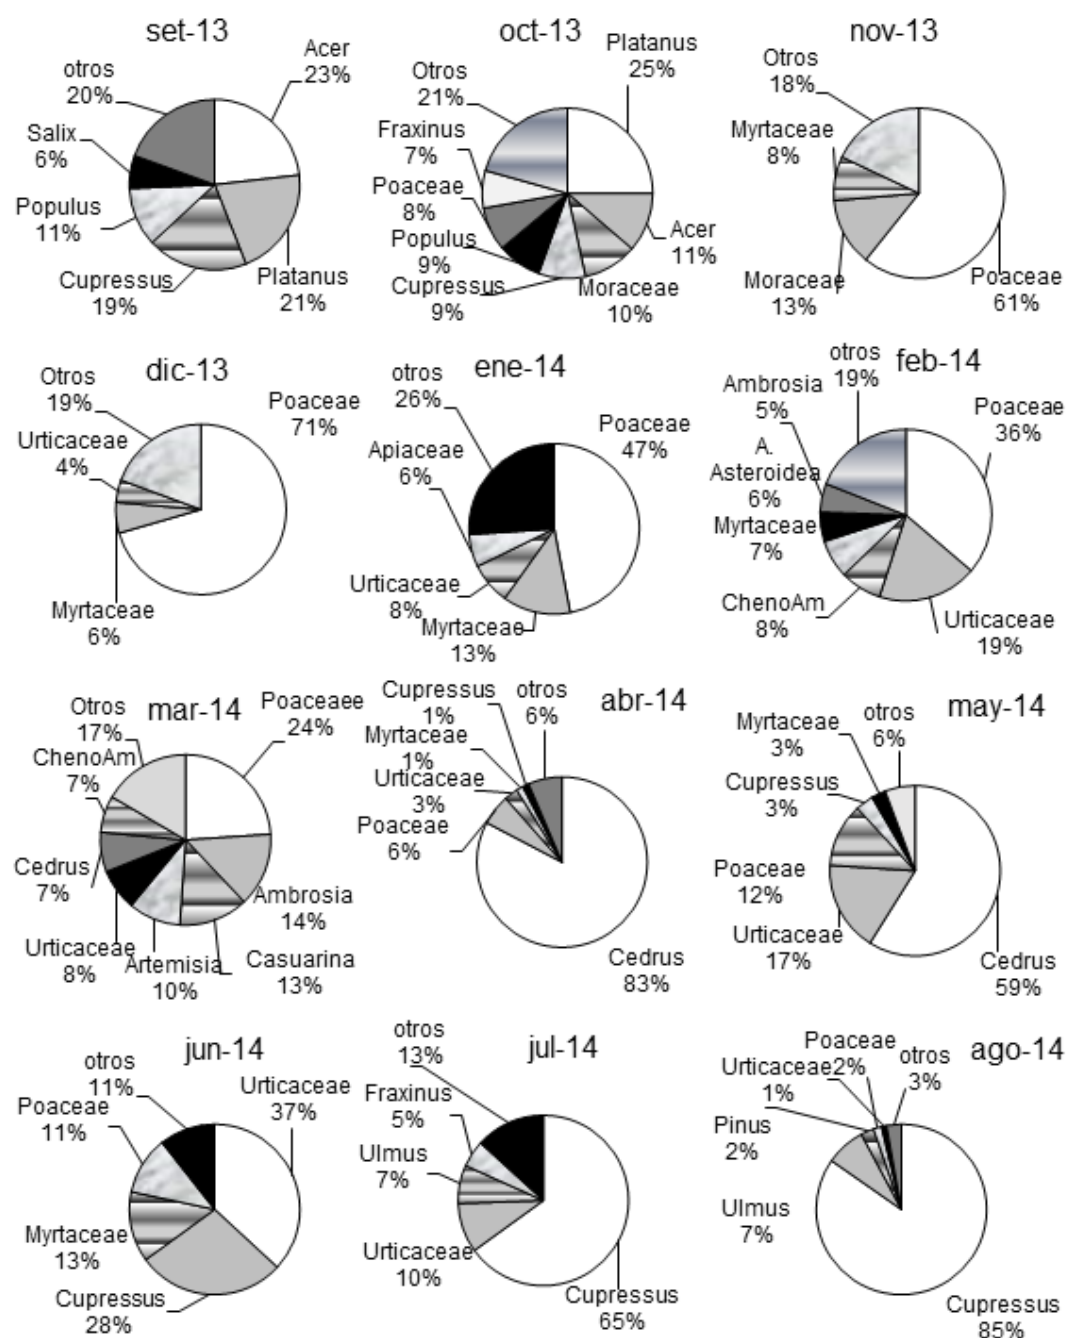 set-13
Acer
23%
otros
20%
Salix
6%
Populus
11%
Cupressus
19%
Platanus
21%
oct-13
Platanus
25%
Otros
21%
Fraxinus
7%
Poaceae
8%
Populus
9%
Cupressus
9%
Moraceae
10%
Acer
11%
nov-13
Otros
18%
Myrtaceae
8%
Moraceae
13%
Poaceae
61%
dic-13
Otros
19%
Poaceae
71%
Urticaceae
4%
Myrtaceae
6%
ene-14
otros
26%
Poaceae
47%
Apiaceae
6%
Urticaceae
8%
Myrtaceae
13%
feb-14
otros
19%
Ambrosia
5%
Poaceae
36%
A.
Asteroidea
6%
Myrtaceae
7%
ChenoAm
8%
Urticaceae
19%
mar-14
Poaceaee
24%
Otros
17%
ChenoAm
7%
Cedrus
7%
Urticaceae
8%
Artemisia
10%
Casuarina
13%
Ambrosia
14%
abr-14
Cupressus
1%
otros
6%
Myrtaceae
1%
Urticaceae
3%
Poaceae
6%
Cedrus
83%
may-14
Myrtaceae
3%
otros
6%
Cupressus
3%
Poaceae
12%
Urticaceae
17%
Cedrus
59%
jun-14
otros
11%
Urticaceae
37%
Poaceae
11%
Myrtaceae
13%
Cupressus
28%
jul-14
otros
13%
Fraxinus
5%
Ulmus
7%
Urticaceae
10%
Cupressus
65%
ago-14
Poaceae
2%
otros
3%
Urticaceae
1%
Pinus
2%
Ulmus
7%
Cupressus
85%